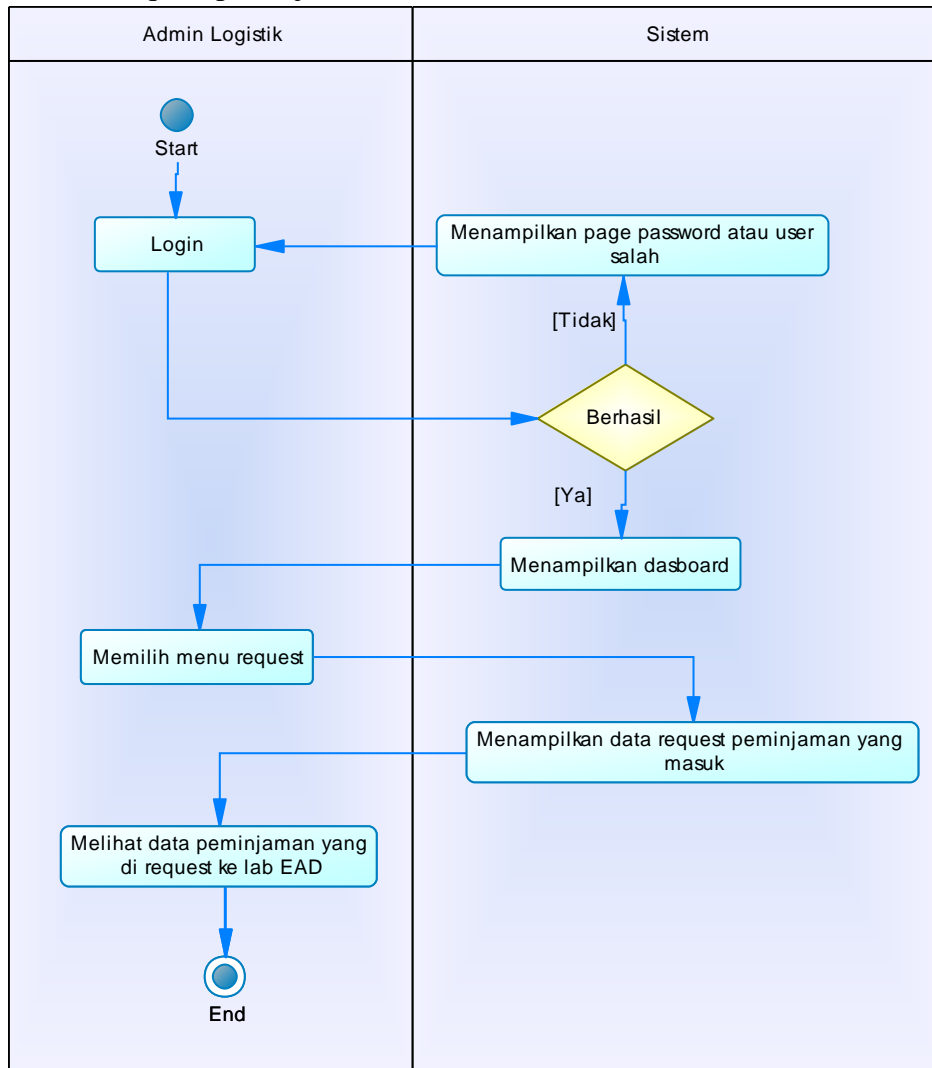 Admin Logistik
Sistem
Start
Login
Menampilkan page password atau user
salah
[Tidak]
Berhasil
[Ya]
Menampilkan dasboard
Memilih menu request
Menampilkan data request peminjaman yang
masuk
Melihat data peminjaman yang
di request ke lab EAD
End